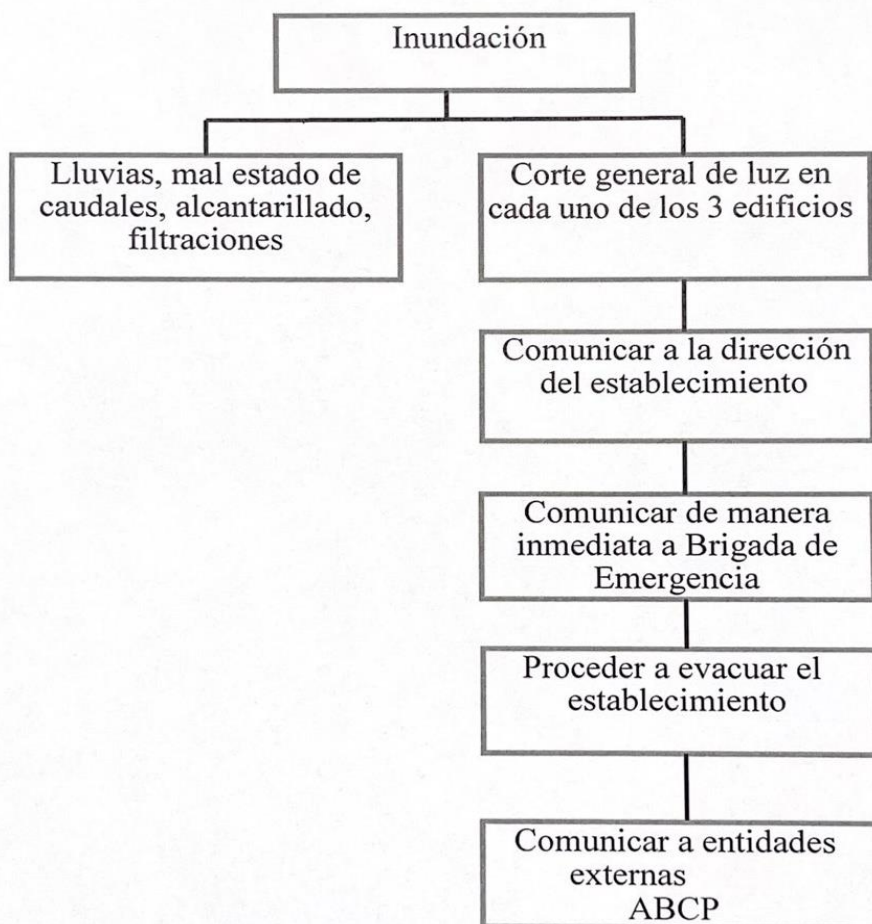 Inundación
Lluvias, mal estado de
caudales, alcantarillado,
filtraciones
Corte general de luz en
cada uno de los 3 edificios
Comunicar a la dirección
del establecimiento
Comunicar de manera
inmediata a Brigada de
Emergencia
Proceder a evacuar el
establecimiento
Comunicar a entidades
externas
ABCP